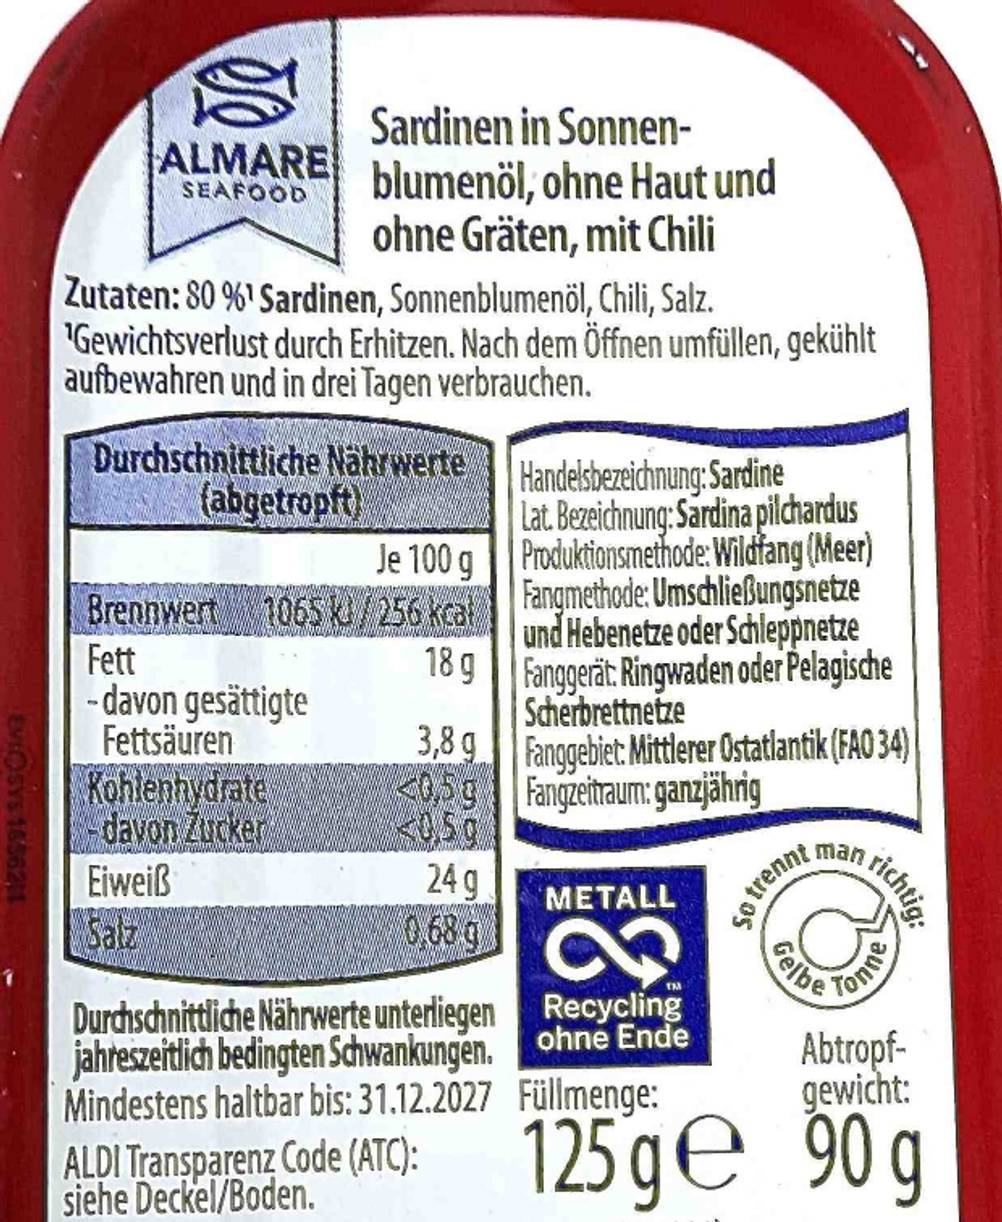 ALMARE
SEAFOOD
Sardinen in Sonnen-
blumenöl, ohne Haut und
ohne Gräten, mit Chili
Zutaten: 80 %¹ Sardinen, Sonnenblumenöl, Chili, Salz.
¹Gewichtsverlust durch Erhitzen. Nach dem Öffnen umfüllen, gekühlt
aufbewahren und in drei Tagen verbrauchen.
Durchschnittliche Nährwerte
(abgetropft)
Je 100 g
Brennwert 1065 kJ / 256 kcal
Fett 18 g
- davon gesättigte
Fettsäuren 3,8 g
Kohlenhydrate <0,5 g
- davon Zucker <0,5 g
Eiweiß 24 g
Salz 0,68 g
Durchschnittliche Nährwerte unterliegen
jahreszeitlich bedingten Schwankungen.
Mindestens haltbar bis: 31.12.2027
ALDI Transparenz Code (ATC):
siehe Deckel/Boden.
Handelsbezeichnung: Sardine
Lat. Bezeichnung: Sardina pilchardus
Produktionsmethode: Wildfang (Meer)
Fangmethode: Umschließungsnetze
und Hebenetze oder Schleppnetze
Fanggerät: Ringwaden oder Pelagische
Scherbrettnetze
Fanggebiet: Mittlerer Ostatlantik (FAO 34)
Fangzeitraum: ganzjährig
METALL
TM
Recycling
ohne Ende
So trennt man richtig:
Gelbe Tonne
Füllmenge:
125 g e
Abtropf-
gewicht:
90 g